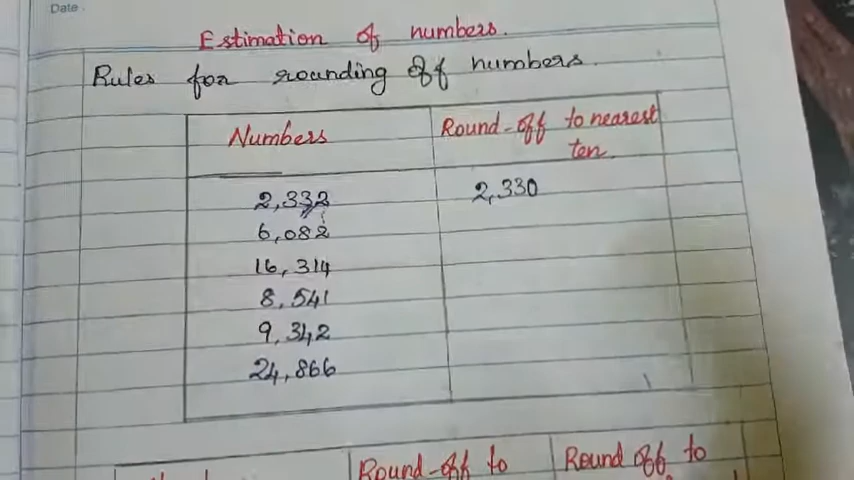 Date.
Estimation of numbers.
Rules for rounding off numbers.
Numbers Round-off to nearest
ten.
2,332 2,330
6,082
16,314
8,541
9,342
24,866
Round-off to Round off to